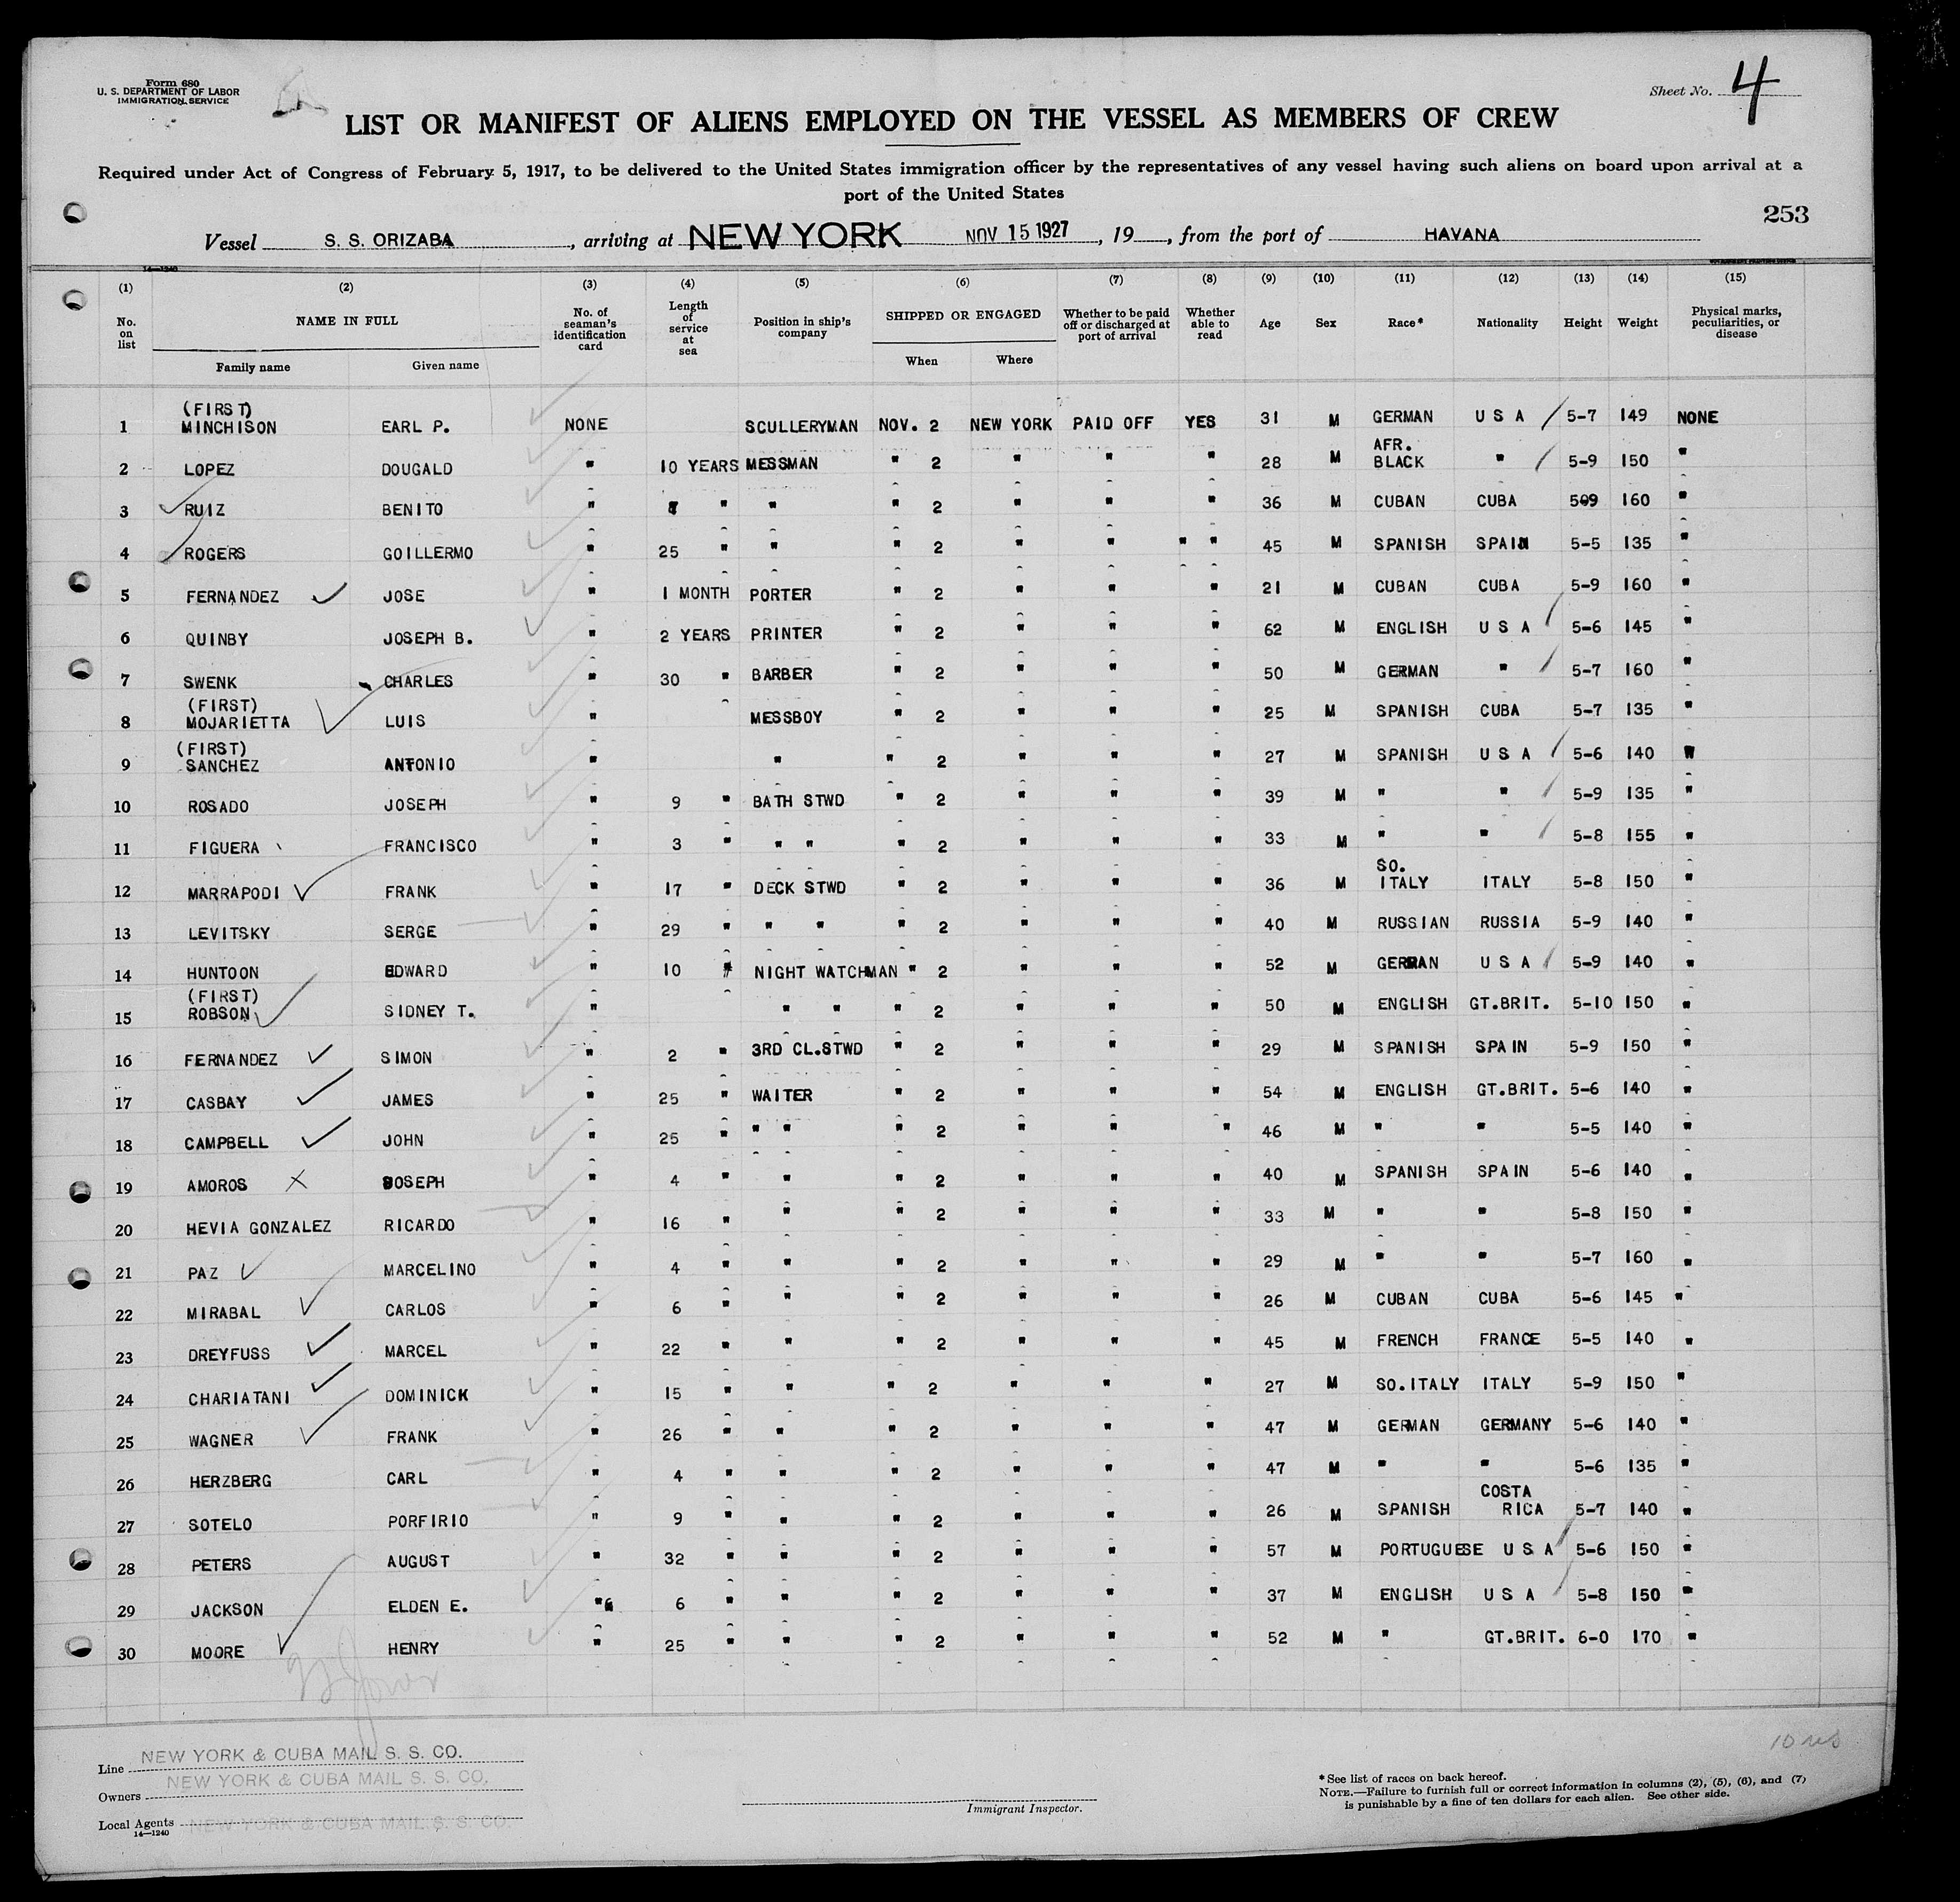 Form 680
U. S. DEPARTMENT OF LABOR
IMMIGRATION SERVICE
Sheet No. 4
LIST OR MANIFEST OF ALIENS EMPLOYED ON THE VESSEL AS MEMBERS OF CREW
Required under Act of Congress of February 5, 1917, to be delivered to the United States immigration officer by the representatives of any vessel having such aliens on board upon arrival at a
port of the United States
253
Vessel S. S. ORIZABA, arriving at NEW YORK NOV 15 1927, 19, from the port of HAVANA
14—1240
(1) (2) (3) (4) (5) (6) (7) (8) (9) (10) (11) (12) (13) (14) (15)
No. on list NAME IN FULL Family name Given name No. of seaman's identification card Length of service at sea Position in ship's company SHIPPED OR ENGAGED When Where Whether to be paid off or discharged at port of arrival Whether able to read Age Sex Race* Nationality Height Weight Physical marks, peculiarities, or disease
1 (FIRST) MINCHISON EARL P. NONE SCULLERYMAN NOV. 2 NEW YORK PAID OFF YES 31 M GERMAN U S A 5-7 149 NONE
2 LOPEZ DOUGALD " 10 YEARS MESSMAN " 2 " " " 28 M AFR. BLACK " 5-9 150 "
3 RUIZ BENITO " " " " 2 " " " 36 M CUBAN CUBA 509 160 "
4 ROGERS GOILLERMO " 25 " " " 2 " " " " 45 M SPANISH SPAIN 5-5 135 "
5 FERNANDEZ JOSE " 1 MONTH PORTER " 2 " " " 21 M CUBAN CUBA 5-9 160 "
6 QUINBY JOSEPH B. " 2 YEARS PRINTER " 2 " " " 62 M ENGLISH U S A 5-6 145 "
7 SWENK CHARLES " 30 " BARBER " 2 " " " 50 M GERMAN " 5-7 160 "
8 (FIRST) MOJARIETTA LUIS " MESSBOY " 2 " " " 25 M SPANISH CUBA 5-7 135 "
9 (FIRST) SANCHEZ ANTONIO " " " 2 " " " 27 M SPANISH U S A 5-6 140 "
10 ROSADO JOSEPH " 9 " BATH STWD " 2 " " " 39 M " " 5-9 135 "
11 FIGUERA FRANCISCO " 3 " " " " 2 " " " 33 M " " 5-8 155 "
12 MARRAPODI FRANK " 17 " DECK STWD " 2 " " " 36 M SO. ITALY ITALY 5-8 150 "
13 LEVITSKY SERGE " 29 " " " " 2 " " " 40 M RUSSIAN RUSSIA 5-9 140 "
14 HUNTOON EDWARD " 10 " NIGHT WATCHMAN " 2 " " " 52 M GERMAN U S A 5-9 140 "
15 (FIRST) ROBSON SIDNEY T. " " " " 2 " " " 50 M ENGLISH GT.BRIT. 5-10 150 "
16 FERNANDEZ SIMON " 2 " 3RD CL.STWD " 2 " " " 29 M SPANISH SPAIN 5-9 150 "
17 CASBAY JAMES " 25 " WAITER " 2 " " " 54 M ENGLISH GT.BRIT. 5-6 140 "
18 CAMPBELL JOHN " 25 " " " " 2 " " " 46 M " " 5-5 140 "
19 AMOROS JOSEPH " 4 " " " 2 " " " 40 M SPANISH SPAIN 5-6 140 "
20 HEVIA GONZALEZ RICARDO " 16 " " " 2 " " " 33 M " " 5-8 150 "
21 PAZ MARCELINO " 4 " " " 2 " " " 29 M " " 5-7 160 "
22 MIRABAL CARLOS " 6 " " " 2 " " " 26 M CUBAN CUBA 5-6 145 "
23 DREYFUSS MARCEL " 22 " " " 2 " " " 45 M FRENCH FRANCE 5-5 140 "
24 CHARIATANI DOMINICK " 15 " " " 2 " " " 27 M SO.ITALY ITALY 5-9 150 "
25 WAGNER FRANK " 26 " " " 2 " " " 47 M GERMAN GERMANY 5-6 140 "
26 HERZBERG CARL " 4 " " " 2 " " " 47 M " " 5-6 135 "
27 SOTELO PORFIRIO " 9 " " " 2 " " " 26 M SPANISH COSTA RICA 5-7 140 "
28 PETERS AUGUST " 32 " " " 2 " " " 57 M PORTUGUESE U S A 5-6 150 "
29 JACKSON ELDEN E. " 6 " " " 2 " " " 37 M ENGLISH U S A 5-8 150 "
30 MOORE HENRY " 25 " " " 2 " " " 52 M " GT.BRIT. 6-0 170 "
Line NEW YORK & CUBA MAIL S. S. CO.
Owners NEW YORK & CUBA MAIL S. S. CO.
Local Agents NEW YORK & CUBA MAIL S. S. CO.
14—1240
Immigrant Inspector.
*See list of races on back hereof.
NOTE.—Failure to furnish full or correct information in columns (2), (5), (6), and (7)
is punishable by a fine of ten dollars for each alien. See other side.